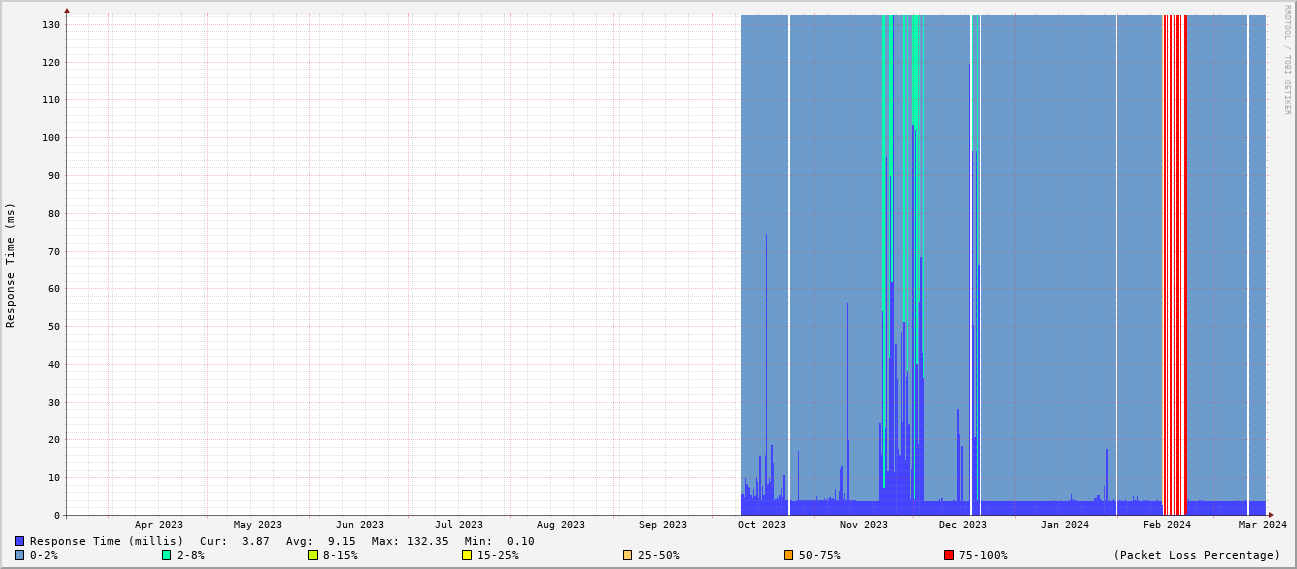 RRDTOOL / TOBI OETIKER
Response Time (ms)
130
120
110
100
90
80
70
60
50
40
30
20
10
0
Apr 2023 May 2023 Jun 2023 Jul 2023 Aug 2023 Sep 2023 Oct 2023 Nov 2023 Dec 2023 Jan 2024 Feb 2024 Mar 2024
Response Time (millis) Cur: 3.87 Avg: 9.15 Max: 132.35 Min: 0.10
0-2% 2-8% 8-15% 15-25% 25-50% 50-75% 75-100% (Packet Loss Percentage)